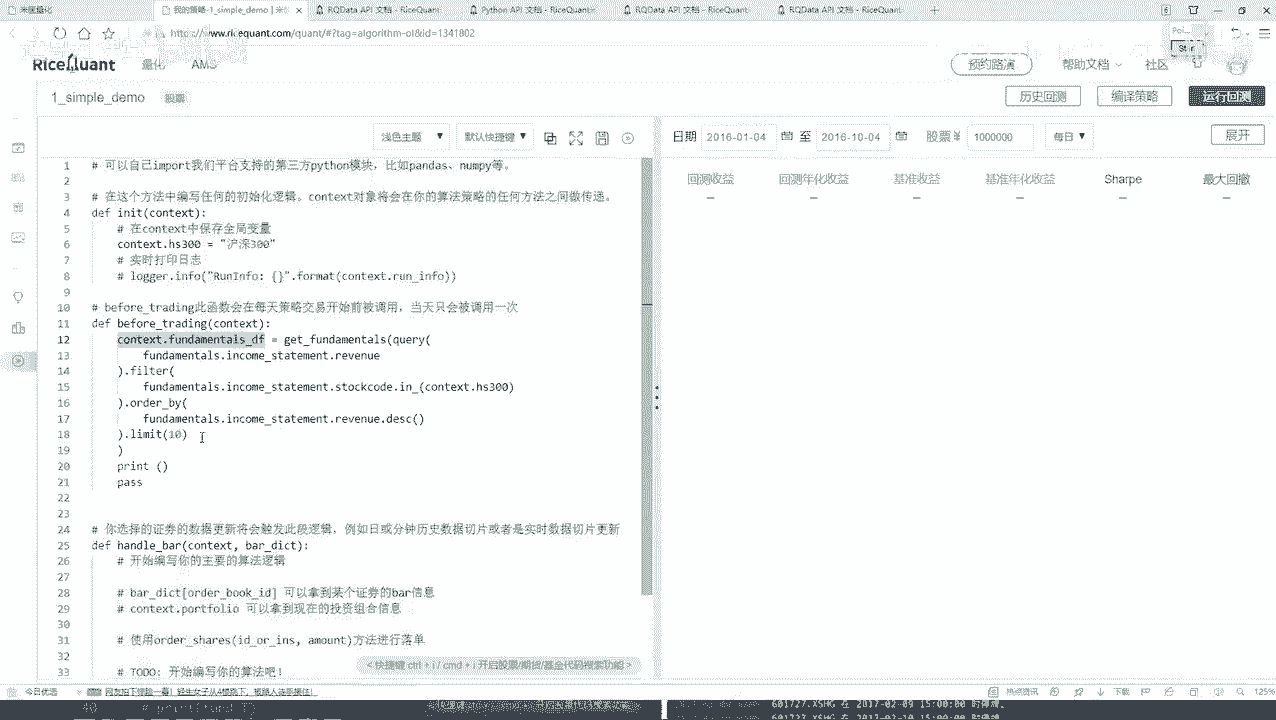 米筐量化
我的策略-1_simple_demo | 米
RQData API 文档 - RiceQuant
Python API 文档 - RiceQuant
RQData API 文档 - RiceQuant
RQData API 文档 - RiceQuant
http://www.ricequant.com/quant/#?tag=algorithm-ol&id=1341802
RiceQuant
量化
AMS
预约路演
帮助文档
社区
1_simple_demo
股票
历史回测
编译策略
运行回测
浅色主题
默认快捷键
日期 2016-01-04 至 2016-10-04 股票 ¥ 1000000 每日
展开
回测收益 回测年化收益 基准收益 基准年化收益 Sharpe 最大回撤
1 # 可以自己import我们平台支持的第三方python模块，比如pandas、numpy等。
2
3 # 在这个方法中编写任何的初始化逻辑。context对象将会在你的算法策略的任何方法之间做传递。
4 def init(context):
5 # 在context中保存全局变量
6 context.hs300 = "沪深300"
7 # 实时打印日志
8 # logger.info("RunInfo: {}".format(context.run_info))
9
10 # before_trading此函数会在每天策略交易开始前被调用，当天只会被调用一次
11 def before_trading(context):
12 context.fundamentals_df = get_fundamentals(query(
13 fundamentals.income_statement.revenue
14 ).filter(
15 fundamentals.income_statement.stockcode.in_(context.hs300)
16 ).order_by(
17 fundamentals.income_statement.revenue.desc()
18 ).limit(10)
19 )
20 print ()
21 pass
22
23
24 # 你选择的证券的数据更新将会触发此段逻辑，例如日或分钟历史数据切片或者是实时数据切片更新
25 def handle_bar(context, bar_dict):
26 # 开始编写你的主要的算法逻辑
27
28 # bar_dict[order_book_id] 可以拿到某个证券的bar信息
29 # context.portfolio 可以拿到现在的投资组合信息
30
31 # 使用order_shares(id_or_ins, amount)方法进行落单
32
33 # TODO: 开始编写你的算法吧！
<快捷键 ctrl + i / cmd + i 开启股票/期货/基金代码搜索功能 >
今日优选
热点资讯
下载
125%
601727.XSHG 在 2017-02-09 15:00:00 时停牌。
601727.XSHG 在 2017-02-10 15:00:00 时停牌。